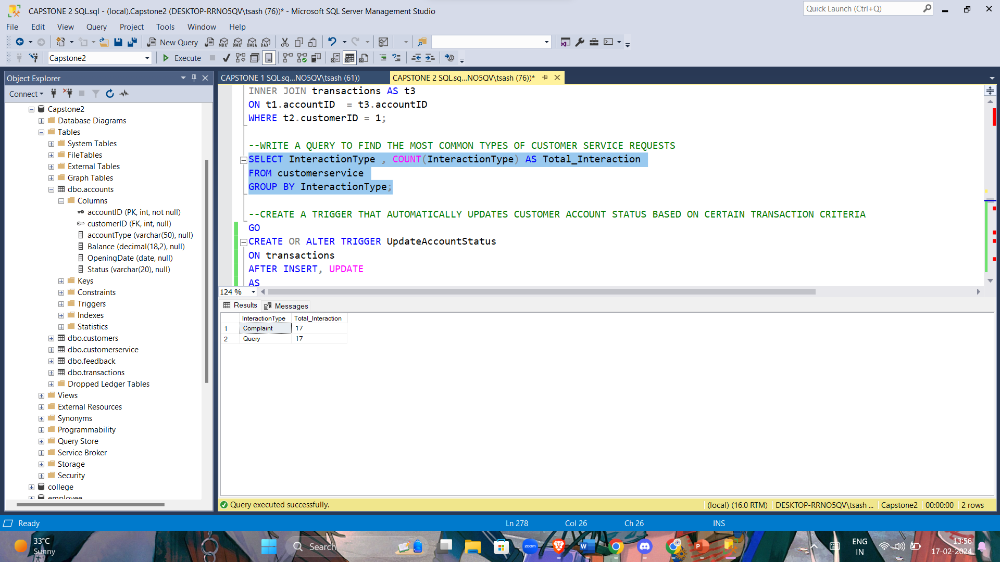 CAPSTONE 2 SQL.sql - (local).Capstone2 (DESKTOP-RRNO5QV\tsash (76))* - Microsoft SQL Server Management Studio
Quick Launch (Ctrl+Q)
File Edit View Query Project Tools Window Help
New Query
MDX DMX XMLA DAX
Capstone2
Execute
Object Explorer
Connect
Capstone2
Database Diagrams
Tables
System Tables
FileTables
External Tables
Graph Tables
dbo.accounts
Columns
accountID (PK, int, not null)
customerID (FK, int, null)
accountType (varchar(50), null)
Balance (decimal(18,2), null)
OpeningDate (date, null)
Status (varchar(20), null)
Keys
Constraints
Triggers
Indexes
Statistics
dbo.customers
dbo.customerservice
dbo.feedback
dbo.transactions
Dropped Ledger Tables
Views
External Resources
Synonyms
Programmability
Query Store
Service Broker
Storage
Security
college
employee
CAPSTONE 1 SQL.sq...NO5QV\tsash (61))
CAPSTONE 2 SQL.sq...NO5QV\tsash (76))*
INNER JOIN transactions AS t3
ON t1.accountID  = t3.accountID
WHERE t2.customerID = 1;
--WRITE A QUERY TO FIND THE MOST COMMON TYPES OF CUSTOMER SERVICE REQUESTS
SELECT InteractionType , COUNT(InteractionType) AS Total_Interaction
FROM customerservice
GROUP BY InteractionType;
--CREATE A TRIGGER THAT AUTOMATICALLY UPDATES CUSTOMER ACCOUNT STATUS BASED ON CERTAIN TRANSACTION CRITERIA
GO
CREATE OR ALTER TRIGGER UpdateAccountStatus
ON transactions
AFTER INSERT, UPDATE
AS
124 %
Results Messages
InteractionType Total_Interaction
1 Complaint 17
2 Query 17
Query executed successfully.
(local) (16.0 RTM) DESKTOP-RRNO5QV\tsash ... Capstone2 00:00:00 2 rows
Ready
Ln 278 Col 26 Ch 26 INS
33°C
Sunny
Search
zoom
ENG
IN
13:56
17-02-2024